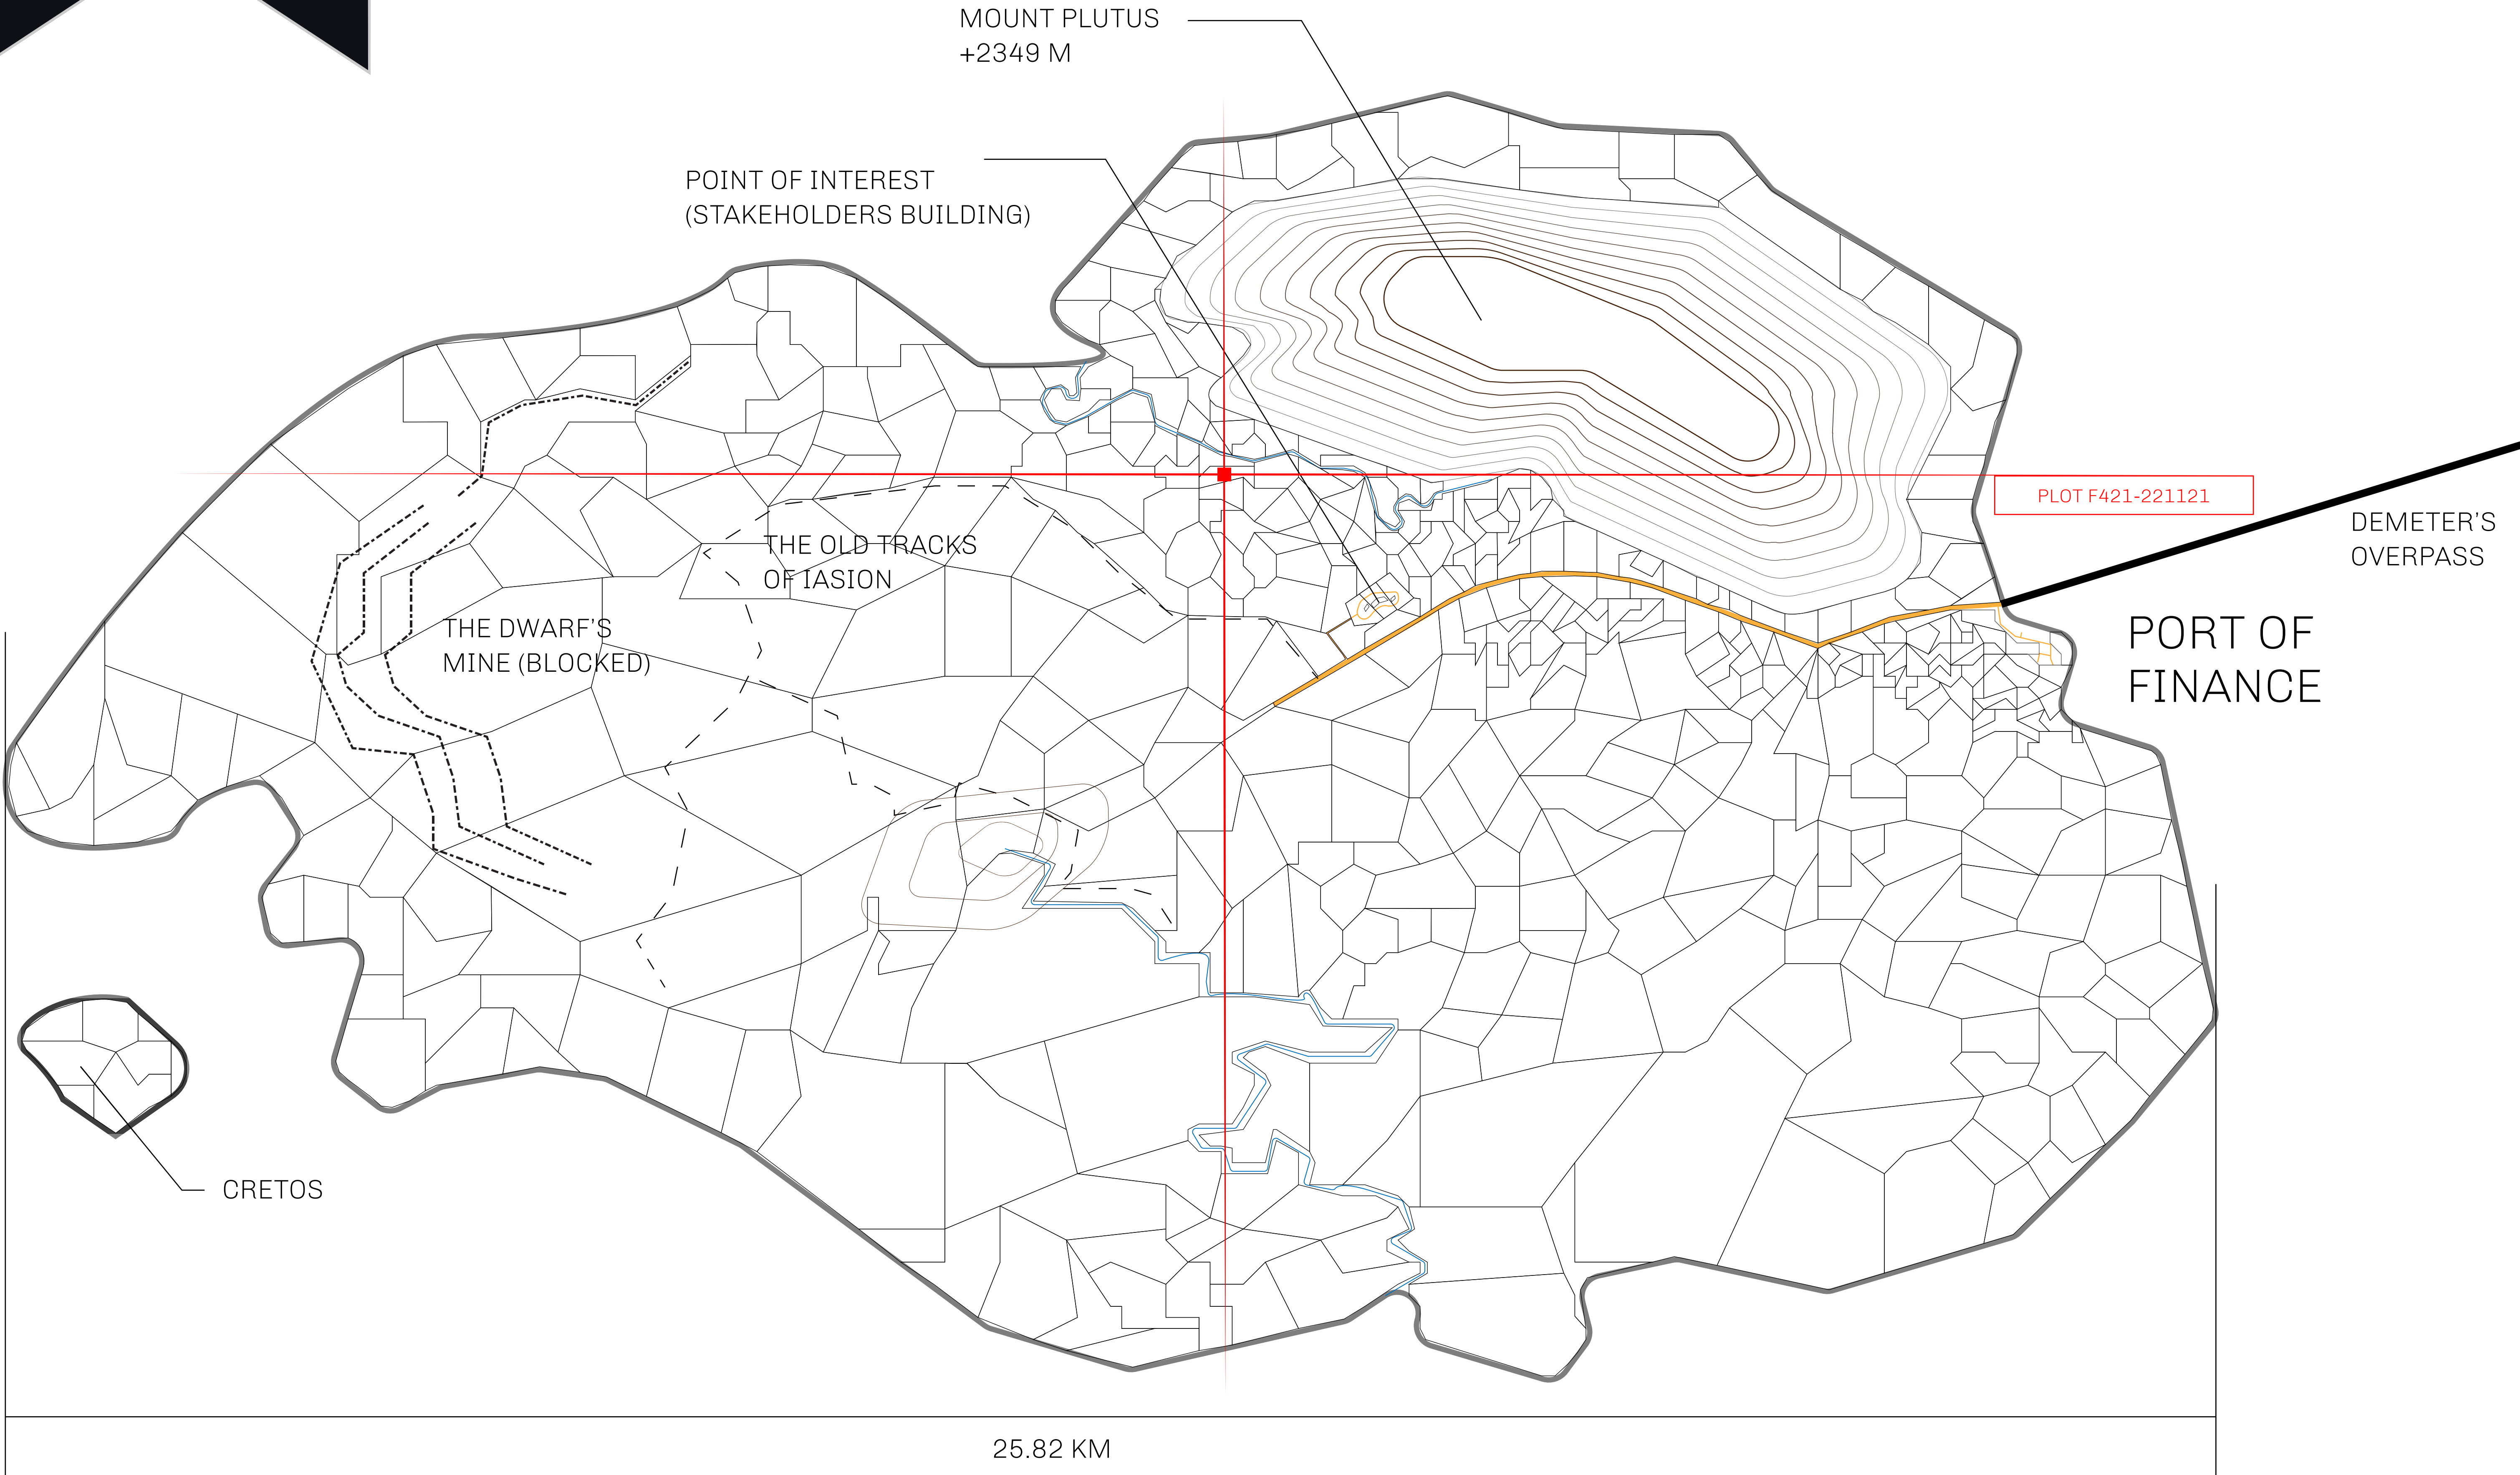 MOUNT PLUTUS
+2349 M
POINT OF INTEREST
(STAKEHOLDERS BUILDING)
PLOT F421-221121
DEMETER’S
OVERPASS
THE OLD TRACKS
OF IASION
THE DWARF’S
MINE (BLOCKED)
PORT OF
FINANCE
CRETOS
25.82 KM